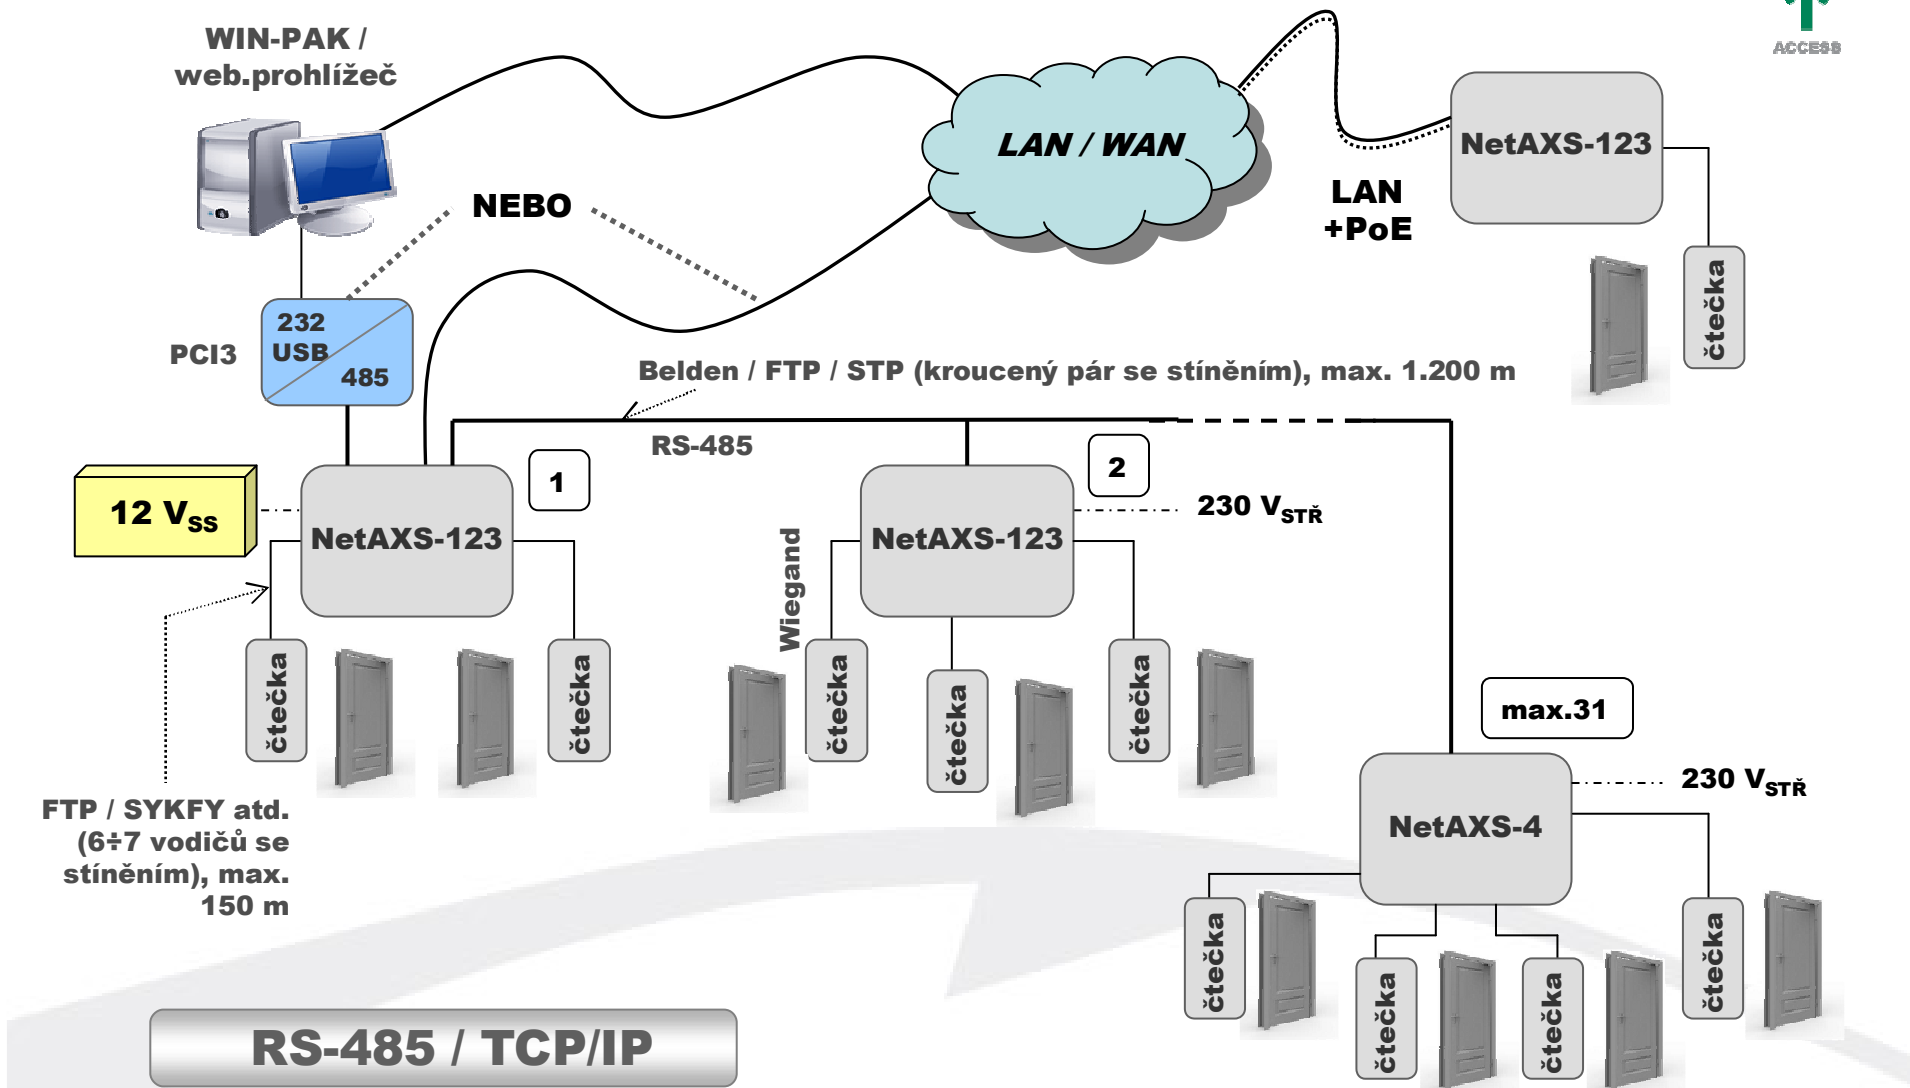 WIN-PAK /
web.prohlížeč
ACCESS
LAN / WAN
NetAXS-123
NEBO
LAN
+PoE
čtečka
232
USB
485
PCI3
Belden / FTP / STP (kroucený pár se stíněním), max. 1.200 m
RS-485
1
2
12 VSS
NetAXS-123
NetAXS-123
230 VSTŘ
Wiegand
čtečka
čtečka
čtečka
čtečka
čtečka
max.31
230 VSTŘ
NetAXS-4
FTP / SYKFY atd.
(6÷7 vodičů se
stíněním), max.
150 m
čtečka
čtečka
čtečka
čtečka
RS-485 / TCP/IP